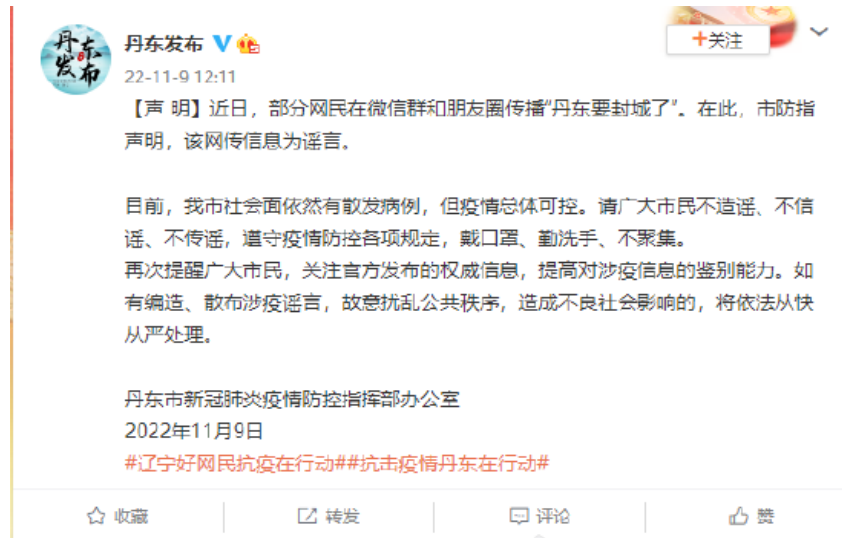 丹东发布
丹东发布
+关注
22-11-9 12:11
【声 明】近日，部分网民在微信群和朋友圈传播“丹东要封城了”。在此，市防指
声明，该网传信息为谣言。
目前，我市社会面依然有散发病例，但疫情总体可控。请广大市民不造谣、不信
谣、不传谣，遵守疫情防控各项规定，戴口罩、勤洗手、不聚集。
再次提醒广大市民，关注官方发布的权威信息，提高对涉疫信息的鉴别能力。如
有编造、散布涉疫谣言，故意扰乱公共秩序，造成不良社会影响的，将依法从快
从严处理。
丹东市新冠肺炎疫情防控指挥部办公室
2022年11月9日
#辽宁好网民抗疫在行动##抗击疫情丹东在行动#
收藏
转发
评论
赞